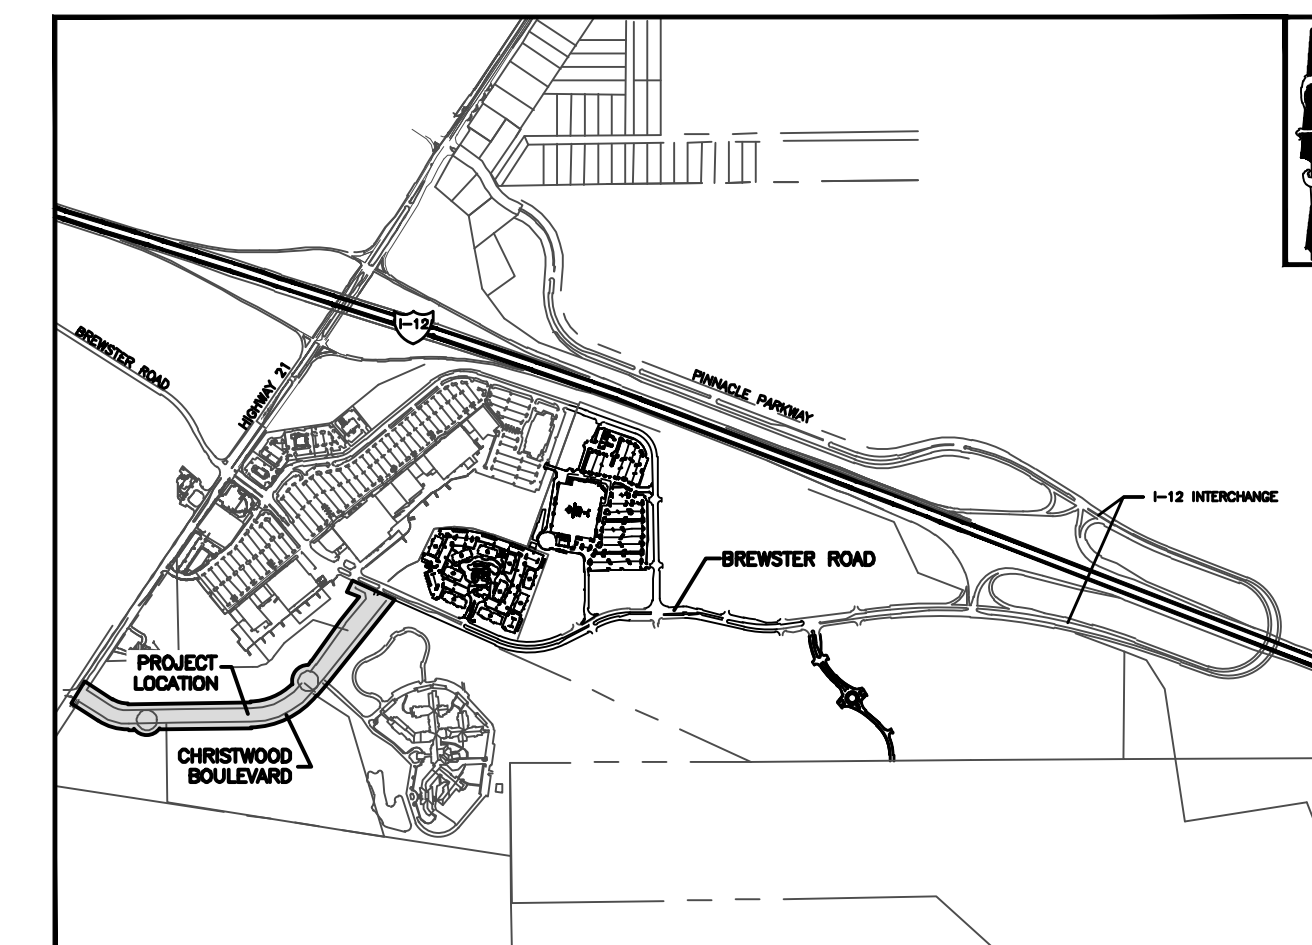 I-12
BREWSTER ROAD
HIGHWAY 21
PINNACLE PARKWAY
I-12 INTERCHANGE
BREWSTER ROAD
PROJECT
LOCATION
CHRISTWOOD
BOULEVARD